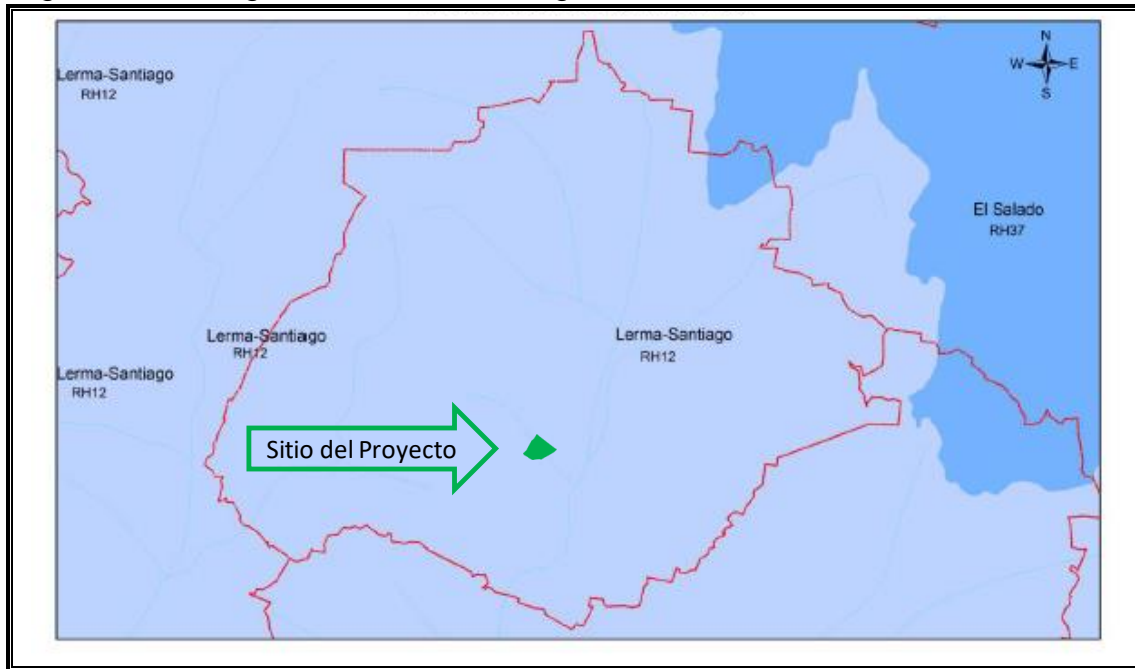 N
W E
S
Lerma-Santiago
RH12
El Salado
RH37
Lerma-Santiago
RH12
Lerma-Santiago
RH12
Lerma-Santiago
RH12
Sitio del Proyecto